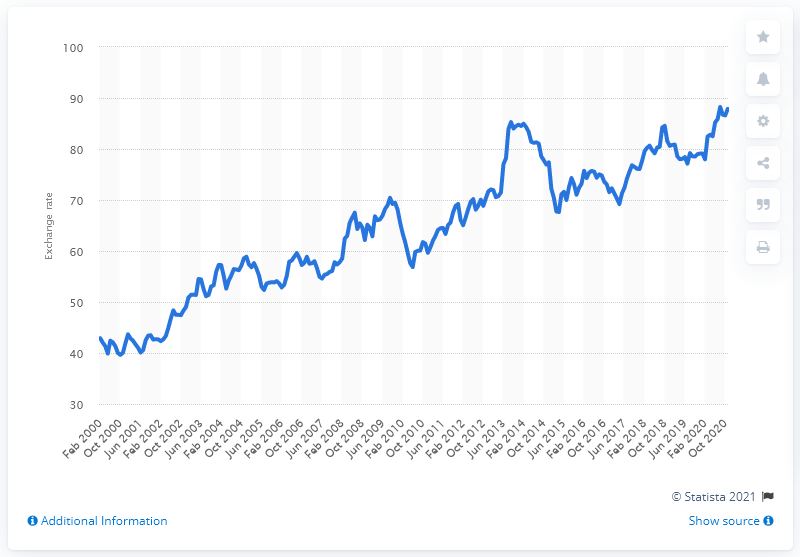 100
90
80
70
60
50
40
30
Exchange rate
Feb 2000
Oct 2000
Jun 2001
Feb 2002
Oct 2002
Jun 2003
Feb 2004
Oct 2004
Jun 2005
Feb 2006
Oct 2006
Jun 2007
Feb 2008
Oct 2008
Jun 2009
Feb 2010
Oct 2010
Jun 2011
Feb 2012
Oct 2012
Jun 2013
Feb 2014
Oct 2014
Jun 2015
Feb 2016
Oct 2016
Jun 2017
Feb 2018
Oct 2018
Jun 2019
Feb 2020
Oct 2020
© Statista 2021
Additional Information
Show source